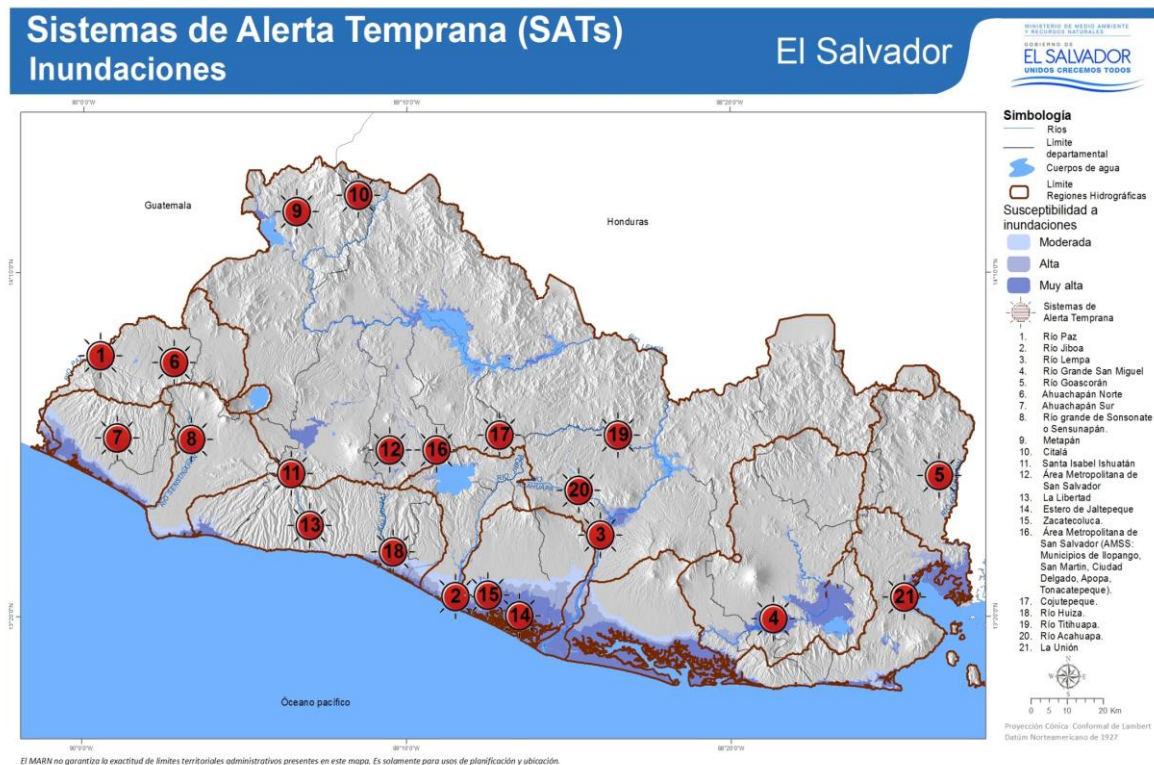 Sistemas de Alerta Temprana (SATs)
Inundaciones
El Salvador
MINISTERIO DE MEDIO AMBIENTE
Y RECURSOS NATURALES
GOBIERNO DE
EL SALVADOR
UNIDOS CRECEMOS TODOS
Guatemala
Honduras
Óceano pacífico
RIO PAZ
RIO LEMPA
1
2
3
4
5
6
7
8
9
10
11
12
13
14
15
16
17
18
19
20
21
Simbología
Ríos
Límite
departamental
Cuerpos de agua
Límite
Regiones Hidrográficas
Susceptibilidad a
inundaciones
Moderada
Alta
Muy alta
Sistemas de
Alerta Temprana
1. Río Paz
2. Río Jiboa
3. Río Lempa
4. Río Grande San Miguel
5. Río Goascorán
6. Ahuachapán Norte
7. Ahuachapán Sur
8. Río grande de Sonsonate
o Sensunapán.
9. Metapán
10. Citalá
11. Santa Isabel Ishuatán
12. Área Metropolitana de
San Salvador
13. La Libertad
14. Estero de Jaltepeque
15. Zacatecoluca.
16. Área Metropolitana de
San Salvador (AMSS:
Municipios de Ilopango,
San Martin, Ciudad
Delgado, Apopa,
Tonacatepeque).
17. Cojutepeque.
18. Río Huiza.
19. Río Titihuapa.
20. Río Acahuapa.
21. La Unión
N
W
E
S
0 5 10 20 Km
Proyección Cónica Conformal de Lambert
Datúm Norteamericano de 1927
El MARN no garantiza la exactitud de límites territoriales administrativos presentes en este mapa. Es solamente para usos de planificación y ubicación.